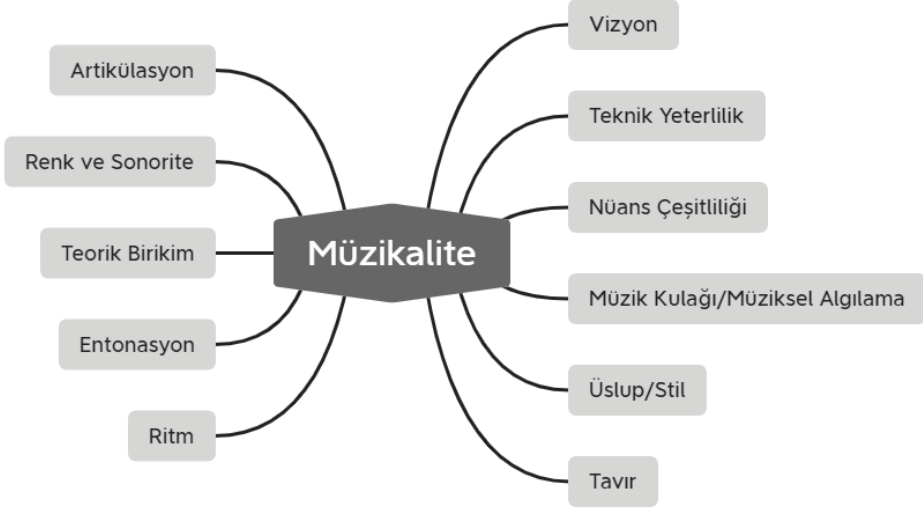 Vizyon
Artikülasyon
Teknik Yeterlilik
Renk ve Sonorite
Nüans Çeşitliliği
Müzikalite
Teorik Birikim
Müzik Kulağı/Müziksel Algılama
Entonasyon
Üslup/Stil
Ritm
Tavır